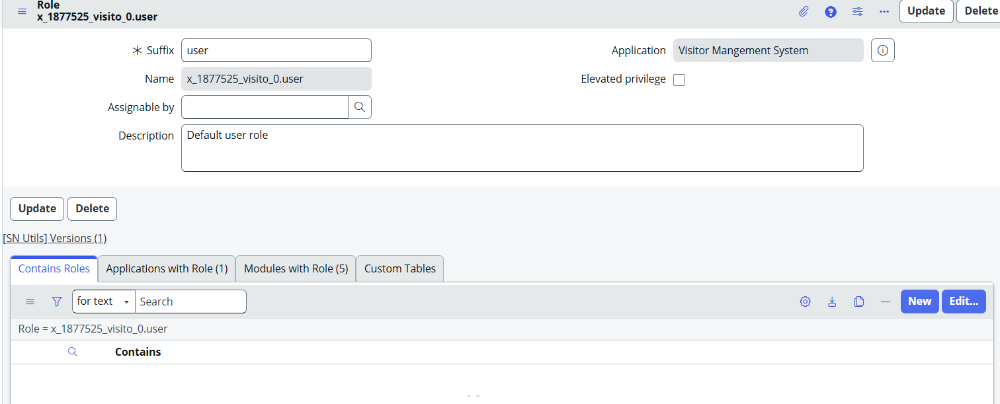 Role
x_1877525_visito_0.user
Update
Delete
Suffix
user
Application
Visitor Mangement System
Name
x_1877525_visito_0.user
Elevated privilege
Assignable by
Description
Default user role
Update
Delete
[SN Utils] Versions (1)
Contains Roles
Applications with Role (1)
Modules with Role (5)
Custom Tables
for text
Search
New
Edit...
Role = x_1877525_visito_0.user
Contains